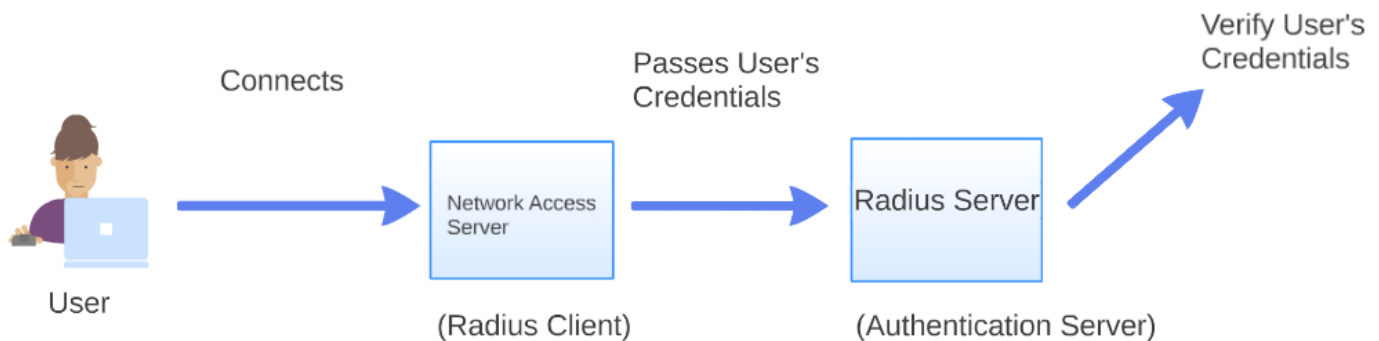 Connects
Passes User's
Credentials
Verify User's
Credentials
Network Access
Server
Radius Server
User
(Radius Client)
(Authentication Server)